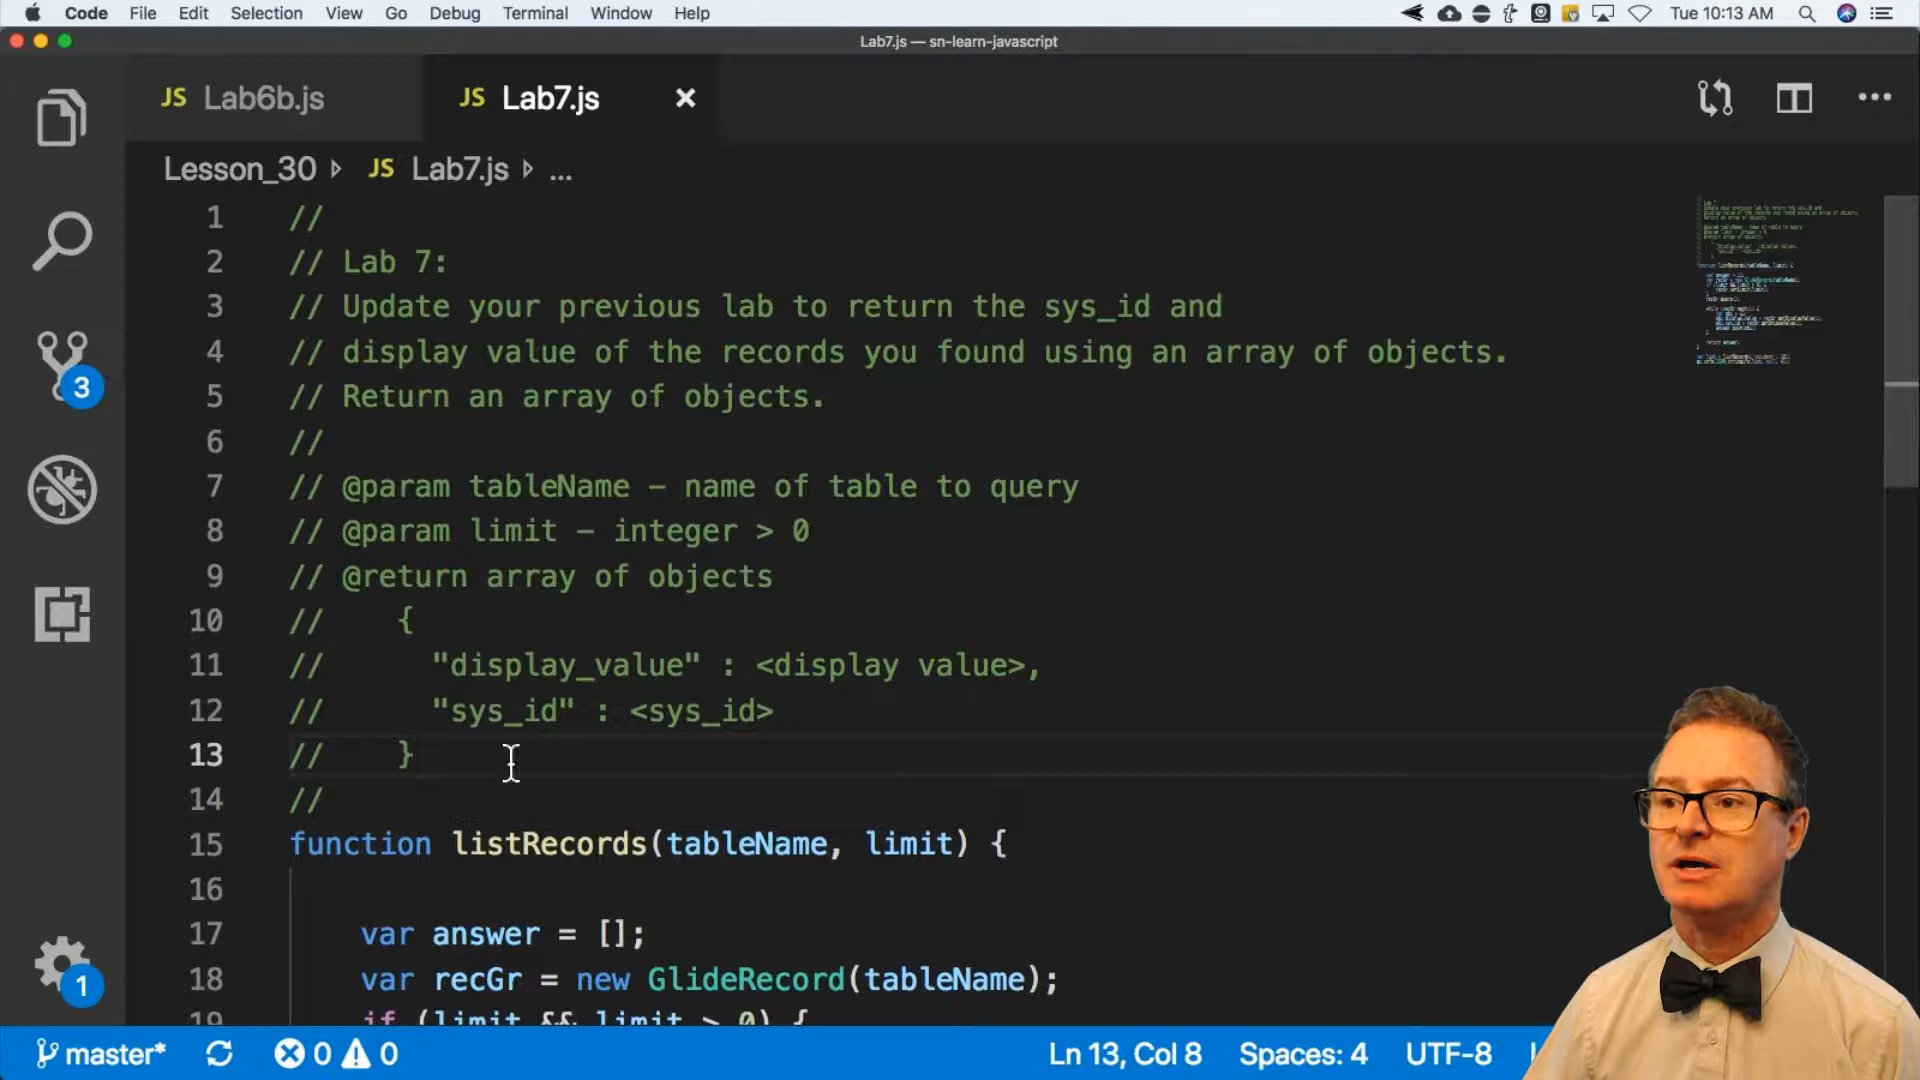 Code File Edit Selection View Go Debug Terminal Window Help Tue 10:13 AM
Lab7.js — sn-learn-javascript
JS Lab6b.js JS Lab7.js
Lesson_30 JS Lab7.js ...
1 //
2 // Lab 7:
3 // Update your previous lab to return the sys_id and
4 // display value of the records you found using an array of objects.
5 // Return an array of objects.
6 //
7 // @param tableName – name of table to query
8 // @param limit – integer > 0
9 // @return array of objects
10 // {
11 // "display_value" : <display value>,
12 // "sys_id" : <sys_id>
13 // }
14 //
15 function listRecords(tableName, limit) {
16
17 var answer = [];
18 var recGr = new GlideRecord(tableName);
19 if (limit && limit > 0) {
3
1
master* 0 0 Ln 13, Col 8 Spaces: 4 UTF-8